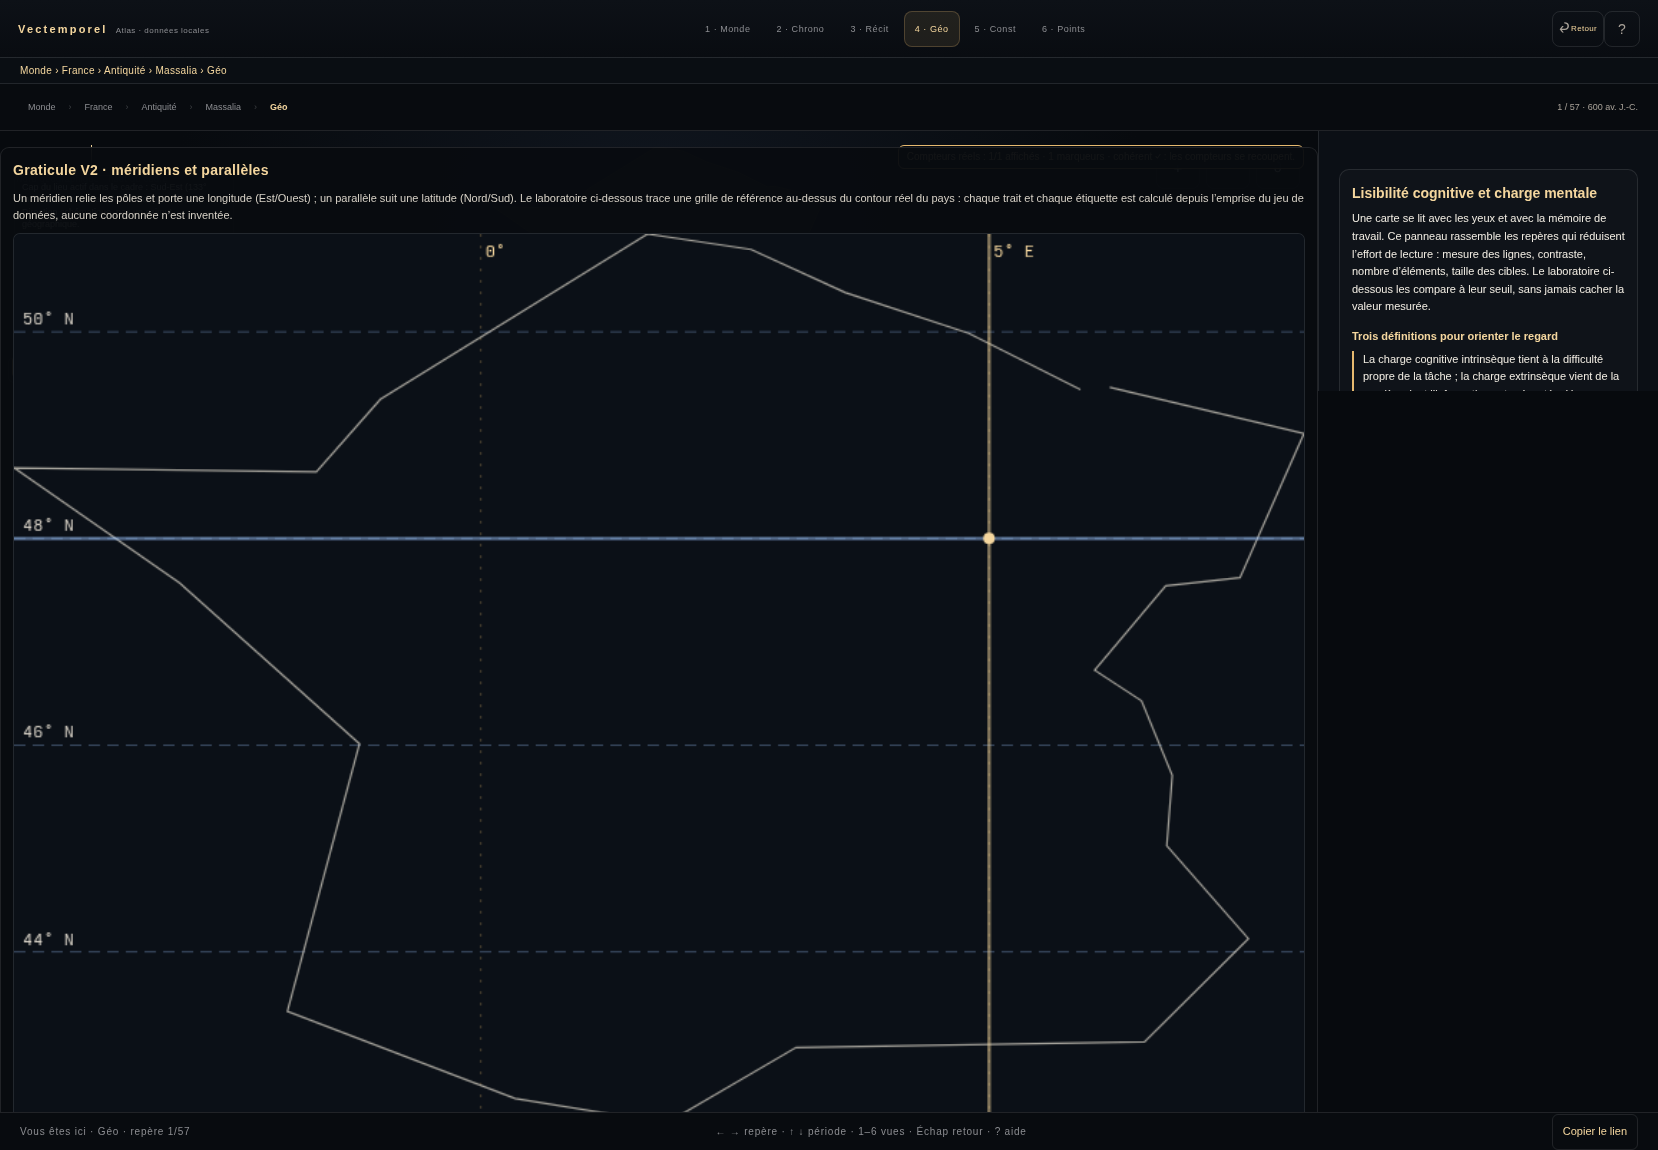 Vectemporel Atlas · données locales
1 · Monde 2 · Chrono 3 · Récit 4 · Géo 5 · Const 6 · Points
Retour ?
Monde › France › Antiquité › Massalia › Géo
Monde › France › Antiquité › Massalia › Géo
1 / 57 · 600 av. J.-C.
Graticule V2 · méridiens et parallèles
Un méridien relie les pôles et porte une longitude (Est/Ouest) ; un parallèle suit une latitude (Nord/Sud). Le laboratoire ci-dessous trace une grille de référence au-dessus du contour réel du pays : chaque trait et chaque étiquette est calculé depuis l’emprise du jeu de
données, aucune coordonnée n’est inventée.
0° 5° E
50° N
48° N
46° N
44° N
Lisibilité cognitive et charge mentale
Une carte se lit avec les yeux et avec la mémoire de
travail. Ce panneau rassemble les repères qui réduisent
l’effort de lecture : mesure des lignes, contraste,
nombre d’éléments, taille des cibles. Le laboratoire ci-
dessous les compare à leur seuil, sans jamais cacher la
valeur mesurée.
Trois définitions pour orienter le regard
La charge cognitive intrinsèque tient à la difficulté
propre de la tâche ; la charge extrinsèque vient de la
Vous êtes ici · Géo · repère 1/57
← → repère · ↑ ↓ période · 1–6 vues · Échap retour · ? aide
Copier le lien